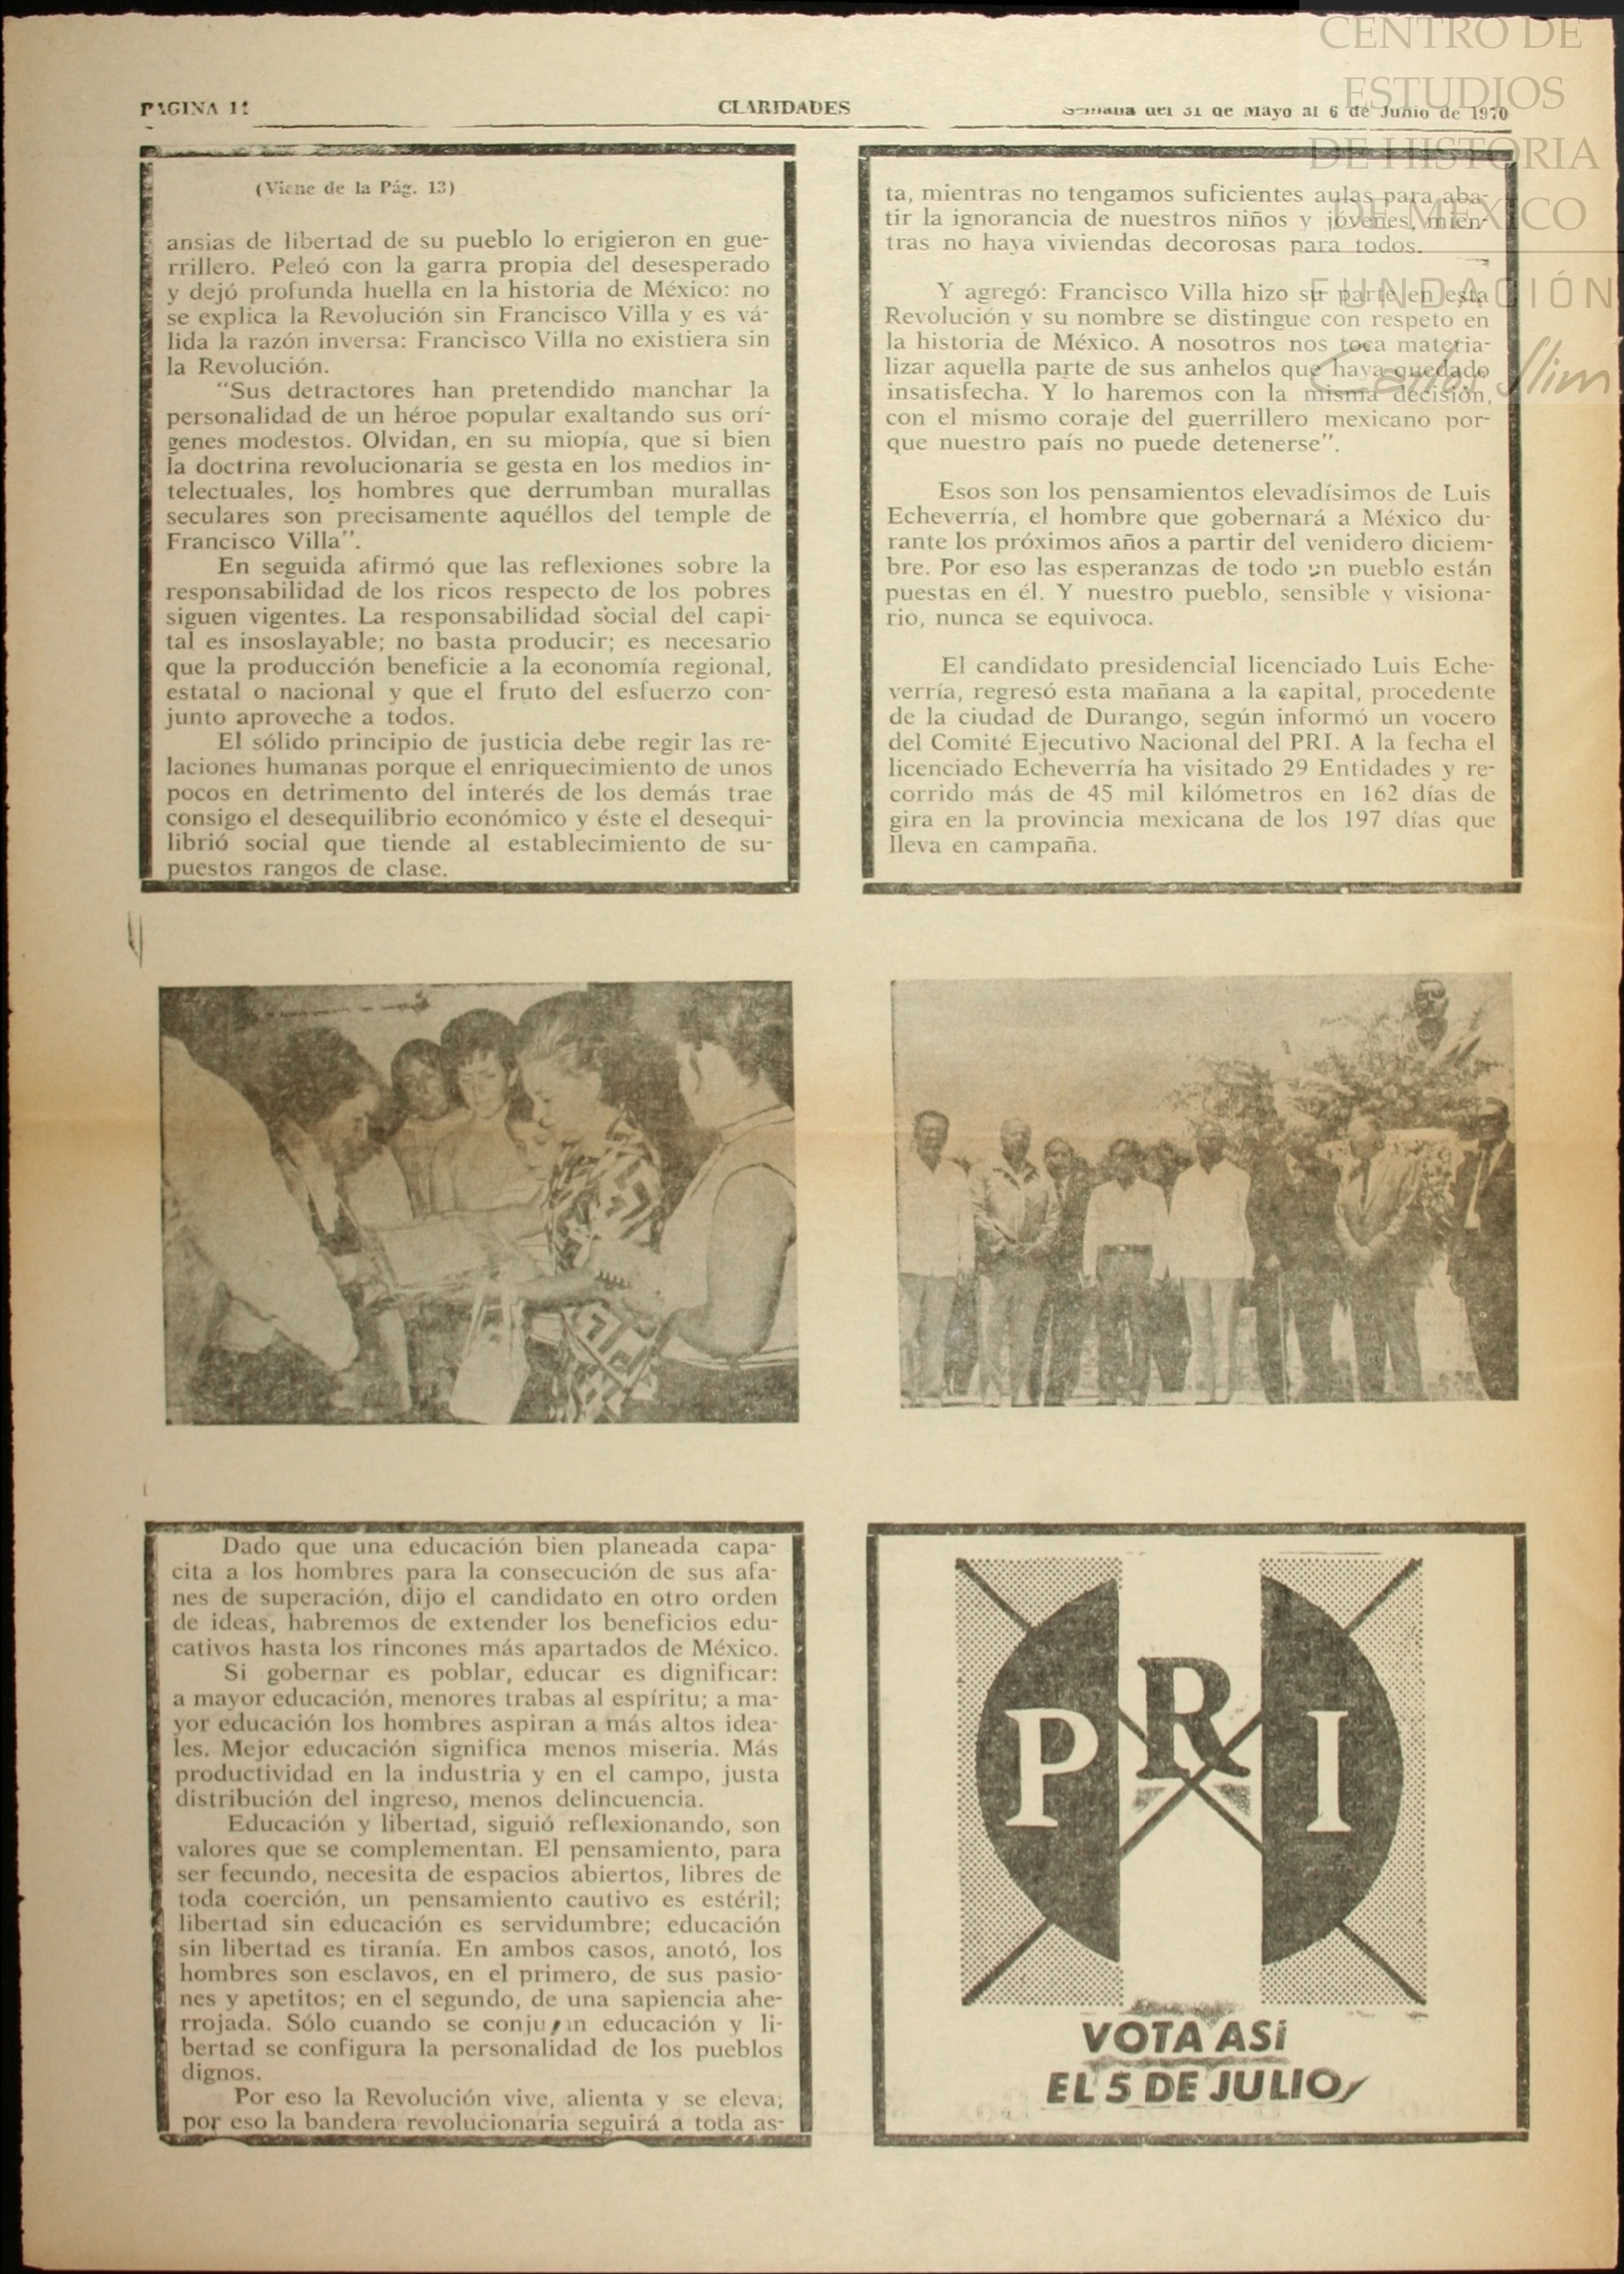 PAGINA 11
CLARIDADES
Semana del 31 de Mayo al 6 de Junio de 1970
(Viene de la Pág. 13)
ansias de libertad de su pueblo lo erigieron en gue-
rrillero. Peleó con la garra propia del desesperado
y dejó profunda huella en la historia de México: no
se explica la Revolución sin Francisco Villa y es vá-
lida la razón inversa: Francisco Villa no existiera sin
la Revolución.
"Sus detractores han pretendido manchar la
personalidad de un héroe popular exaltando sus orí-
genes modestos. Olvidan, en su miopía, que si bien
la doctrina revolucionaria se gesta en los medios in-
telectuales, los hombres que derrumban murallas
seculares son precisamente aquéllos del temple de
Francisco Villa".
En seguida afirmó que las reflexiones sobre la
responsabilidad de los ricos respecto de los pobres
siguen vigentes. La responsabilidad social del capi-
tal es insoslayable; no basta producir; es necesario
que la producción beneficie a la economía regional,
estatal o nacional y que el fruto del esfuerzo con-
junto aproveche a todos.
El sólido principio de justicia debe regir las re-
laciones humanas porque el enriquecimiento de unos
pocos en detrimento del interés de los demás trae
consigo el desequilibrio económico y éste el desequi-
librió social que tiende al establecimiento de su-
puestos rangos de clase.
Dado que una educación bien planeada capa-
cita a los hombres para la consecución de sus afa-
nes de superación, dijo el candidato en otro orden
de ideas, habremos de extender los beneficios edu-
cativos hasta los rincones más apartados de México.
Si gobernar es poblar, educar es dignificar:
a mayor educación, menores trabas al espíritu; a ma-
yor educación los hombres aspiran a más altos idea-
les. Mejor educación significa menos miseria. Más
productividad en la industria y en el campo, justa
distribución del ingreso, menos delincuencia.
Educación y libertad, siguió reflexionando, son
valores que se complementan. El pensamiento, para
ser fecundo, necesita de espacios abiertos, libres de
toda coerción, un pensamiento cautivo es estéril;
libertad sin educación es servidumbre; educación
sin libertad es tiranía. En ambos casos, anotó, los
hombres son esclavos, en el primero, de sus pasio-
nes y apetitos; en el segundo, de una sapiencia ahe-
rrojada. Sólo cuando se conjugan educación y li-
bertad se configura la personalidad de los pueblos
dignos.
Por eso la Revolución vive, alienta y se eleva;
por eso la bandera revolucionaria seguirá a toda as-
ta, mientras no tengamos suficientes aulas para aba-
tir la ignorancia de nuestros niños y jóvenes, mien-
tras no haya viviendas decorosas para todos.
Y agregó: Francisco Villa hizo su parte en esta
Revolución y su nombre se distingue con respeto en
la historia de México. A nosotros nos toca materia-
lizar aquella parte de sus anhelos que haya quedado
insatisfecha. Y lo haremos con la misma decisión,
con el mismo coraje del guerrillero mexicano por-
que nuestro país no puede detenerse".
Esos son los pensamientos elevadísimos de Luis
Echeverría, el hombre que gobernará a México du-
rante los próximos años a partir del venidero diciem-
bre. Por eso las esperanzas de todo un pueblo están
puestas en él. Y nuestro pueblo, sensible y visiona-
rio, nunca se equivoca.
El candidato presidencial licenciado Luis Eche-
verría, regresó esta mañana a la capital, procedente
de la ciudad de Durango, según informó un vocero
del Comité Ejecutivo Nacional del PRI. A la fecha el
licenciado Echeverría ha visitado 29 Entidades y re-
corrido más de 45 mil kilómetros en 162 días de
gira en la provincia mexicana de los 197 días que
lleva en campaña.
PRI
VOTA ASí
EL 5 DE JULIO
CENTRO DE
ESTUDIOS
DE HISTORIA
DE MEXICO
FUNDACIÓN
Carlos Slim